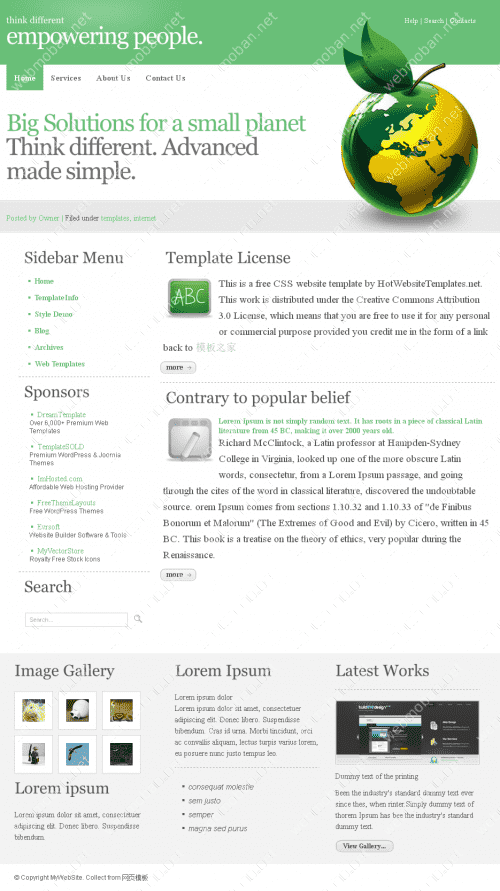 think different
empowering people.
Help | Search | Contacts
Home Services About Us Contact Us
Big Solutions for a small planet
Think different. Advanced
made simple.
Posted by Owner | Filed under templates, internet
Sidebar Menu
Home
TemplateInfo
Style Demo
Blog
Archives
Web Templates
Sponsors
DreamTemplate
Over 6,000+ Premium Web
Templates
TemplateSOLD
Premium WordPress & Joomla
Themes
ImHosted.com
Affordable Web Hosting Provider
FreeThemeLayouts
Free WordPress Themes
Evrsoft
Website Builder Software & Tools
MyVectorStore
Royalty Free Stock Icons
Search
Search...
Template License
ABC
This is a free CSS website template by HotWebsiteTemplates.net.
This work is distributed under the Creative Commons Attribution
3.0 License, which means that you are free to use it for any personal
or commercial purpose provided you credit me in the form of a link
back to 模板之家
more
Contrary to popular belief
Lorem ipsum is not simply random text. It has roots in a piece of classical Latin
literature from 45 BC, making it over 2000 years old.
Richard McClintock, a Latin professor at Hampden-Sydney
College in Virginia, looked up one of the more obscure Latin
words, consectetur, from a Lorem Ipsum passage, and going
through the cites of the word in classical literature, discovered the undoubtable
source. orem Ipsum comes from sections 1.10.32 and 1.10.33 of "de Finibus
Bonorum et Malorum" (The Extremes of Good and Evil) by Cicero, written in 45
BC. This book is a treatise on the theory of ethics, very popular during the
Renaissance.
more
Image Gallery
Lorem ipsum
Lorem ipsum dolor sit amet, consectetuer
adipiscing elit. Donec libero. Suspendisse
bibendum.
Lorem Ipsum
Lorem ipsum dolor
Lorem ipsum dolor sit amet, consectetuer
adipiscing elit. Donec libero. Suspendisse
bibendum. Cras id urna. Morbi tincidunt, orci
ac convallis aliquam, lectus turpis varius lorem,
eu posuere nunc justo tempus leo.
consequat molestie
sem justo
semper
magna sed purus
Latest Works
Dummy text of the printing
Been the industry's standard dummy text ever
since thes, when nnter Simply dummy text of
thorem Ipsum has bee the industry's standard
dummy text.
View Gallery...
© Copyright MyWebSite. Collect from 网页模板
webmoban.net